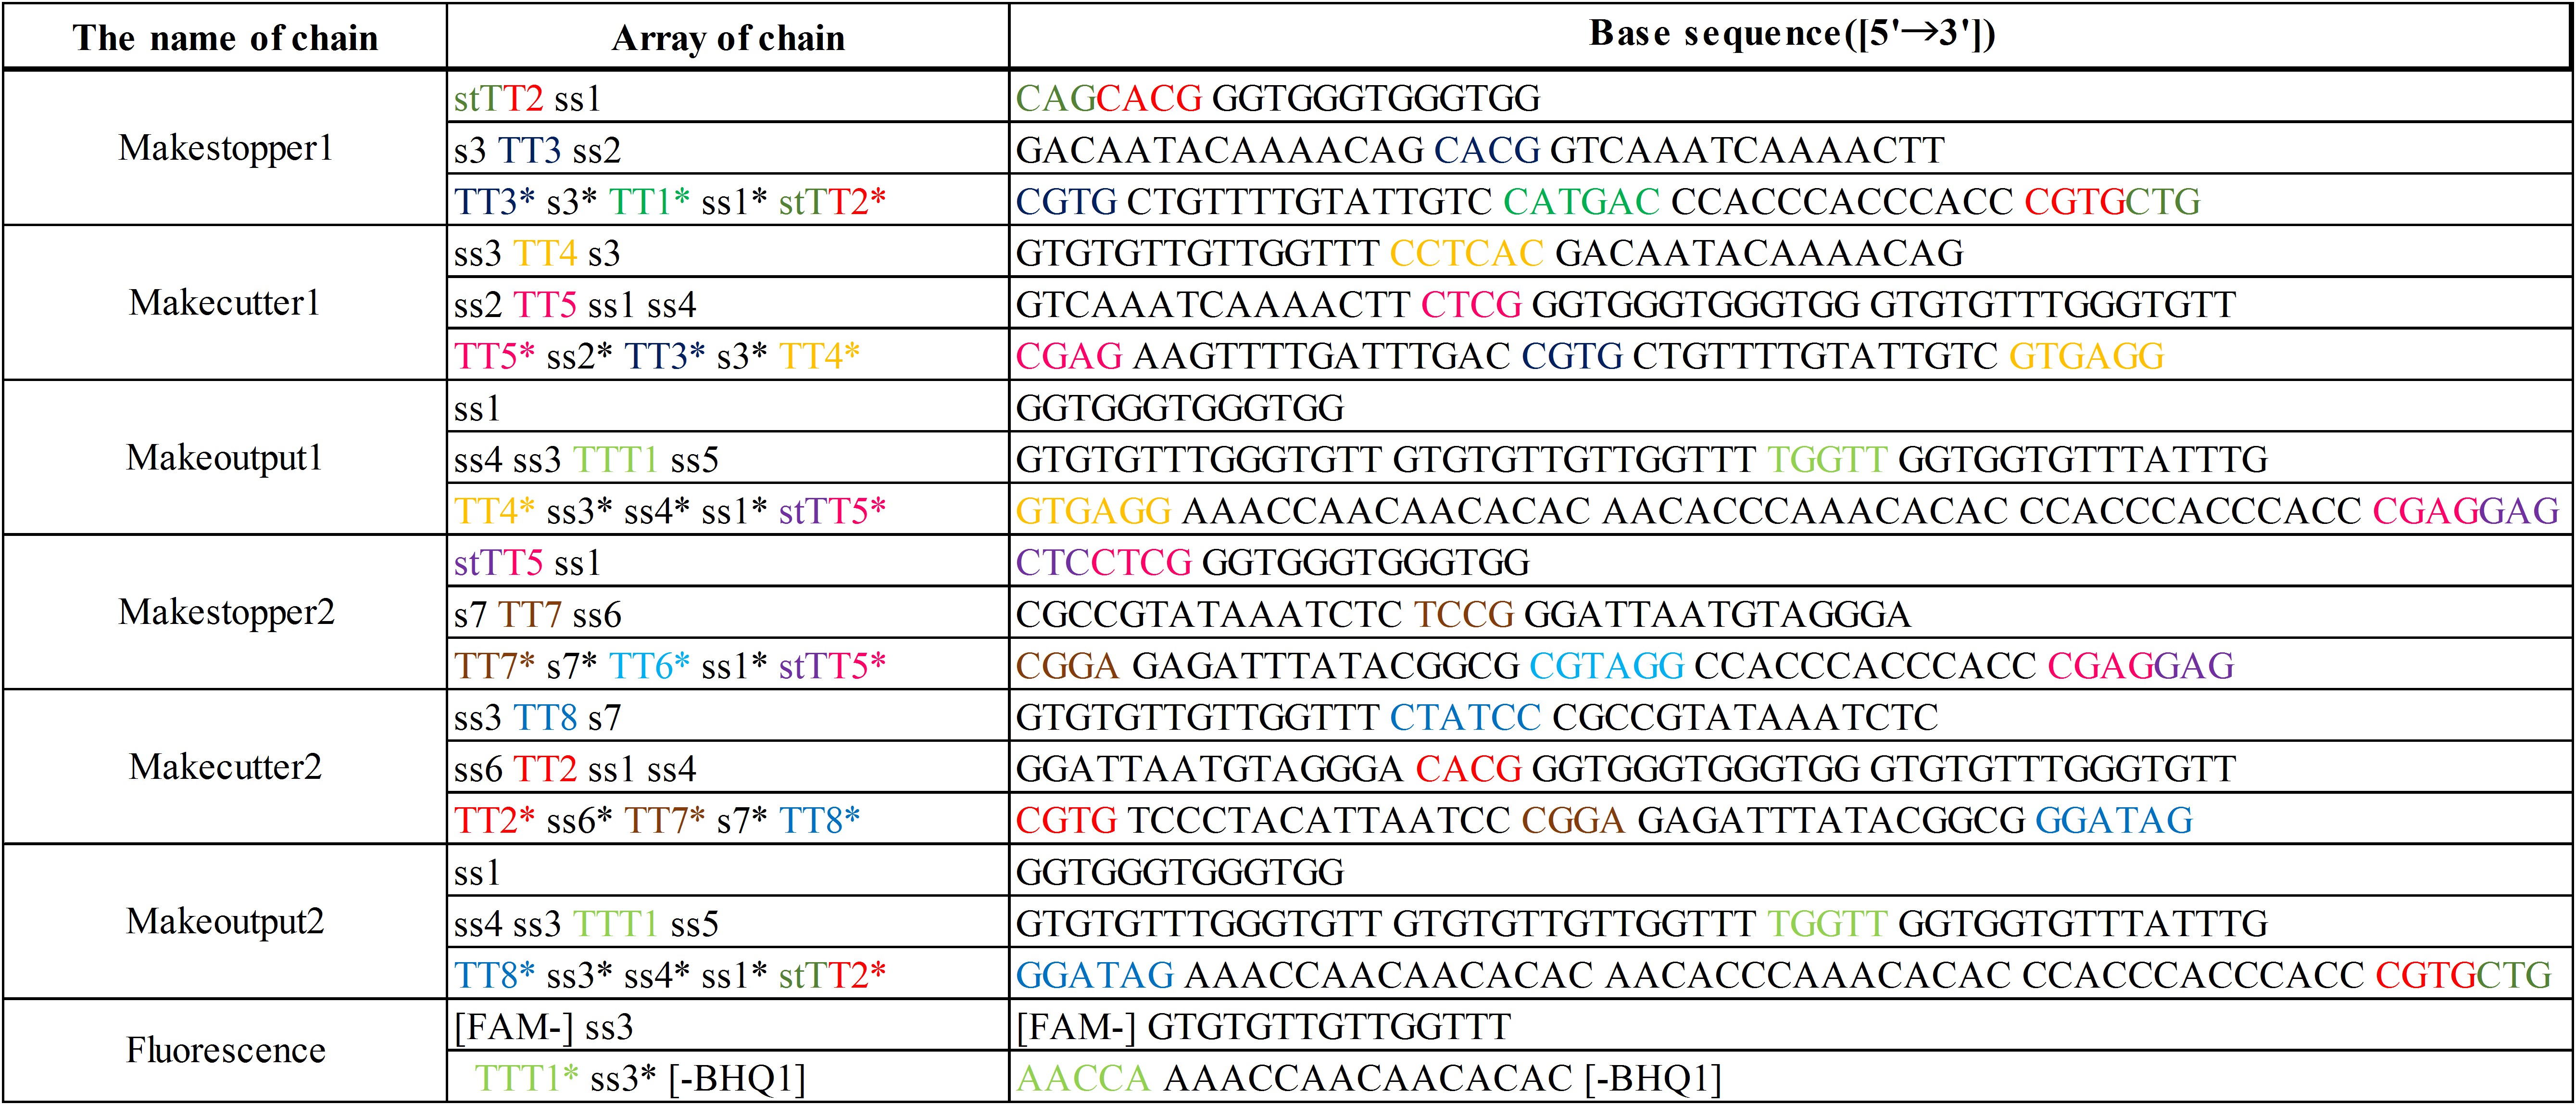 The name of chain Array of chain Base sequence([5'→3'])
Makestopper1
stTT2 ss1 CAGCACG GGTGGGTGGGTGG
s3 TT3 ss2 GACAATACAAAACAG CACG GTCAAATCAAAACTT
TT3* s3* TT1* ss1* stTT2* CGTG CTGTTTTGTATTGTC CATGAC CCACCCACCCACC CGTGCTG
Makecutter1
ss3 TT4 s3 GTGTGTTGTTGGTTT CCTCAC GACAATACAAAACAG
ss2 TT5 ss1 ss4 GTCAAATCAAAACTT CTCG GGTGGGTGGGTGG GTGTGTTTGGGTGTT
TT5* ss2* TT3* s3* TT4* CGAG AAGTTTTGATTTGAC CGTG CTGTTTTGTATTGTC GTGAGG
Makeoutput1
ss1 GGTGGGTGGGTGG
ss4 ss3 TTT1 ss5 GTGTGTTTGGGTGTT GTGTGTTGTTGGTTT TGGTT GGTGGTGTTTATTTG
TT4* ss3* ss4* ss1* stTT5* GTGAGG AAACCAACAACACAC AACACCCAAACACAC CCACCCACCCACC CGAGGAG
Makestopper2
stTT5 ss1 CTCCTCG GGTGGGTGGGTGG
s7 TT7 ss6 CGCCGTATAAATCTC TCCG GGATTAATGTAGGGA
TT7* s7* TT6* ss1* stTT5* CGGA GAGATTTATACGGCG CGTAGG CCACCCACCCACC CGAGGAG
Makecutter2
ss3 TT8 s7 GTGTGTTGTTGGTTT CTATCC CGCCGTATAAATCTC
ss6 TT2 ss1 ss4 GGATTAATGTAGGGA CACG GGTGGGTGGGTGG GTGTGTTTGGGTGTT
TT2* ss6* TT7* s7* TT8* CGTG TCCCTACATTAATCC CGGA GAGATTTATACGGCG GGATAG
Makeoutput2
ss1 GGTGGGTGGGTGG
ss4 ss3 TTT1 ss5 GTGTGTTTGGGTGTT GTGTGTTGTTGGTTT TGGTT GGTGGTGTTTATTTG
TT8* ss3* ss4* ss1* stTT2* GGATAG AAACCAACAACACAC AACACCCAAACACAC CCACCCACCCACC CGTGCTG
Fluorescence
[FAM-] ss3 [FAM-] GTGTGTTGTTGGTTT
TTT1* ss3* [-BHQ1] AACCA AAACCAACAACACAC [-BHQ1]